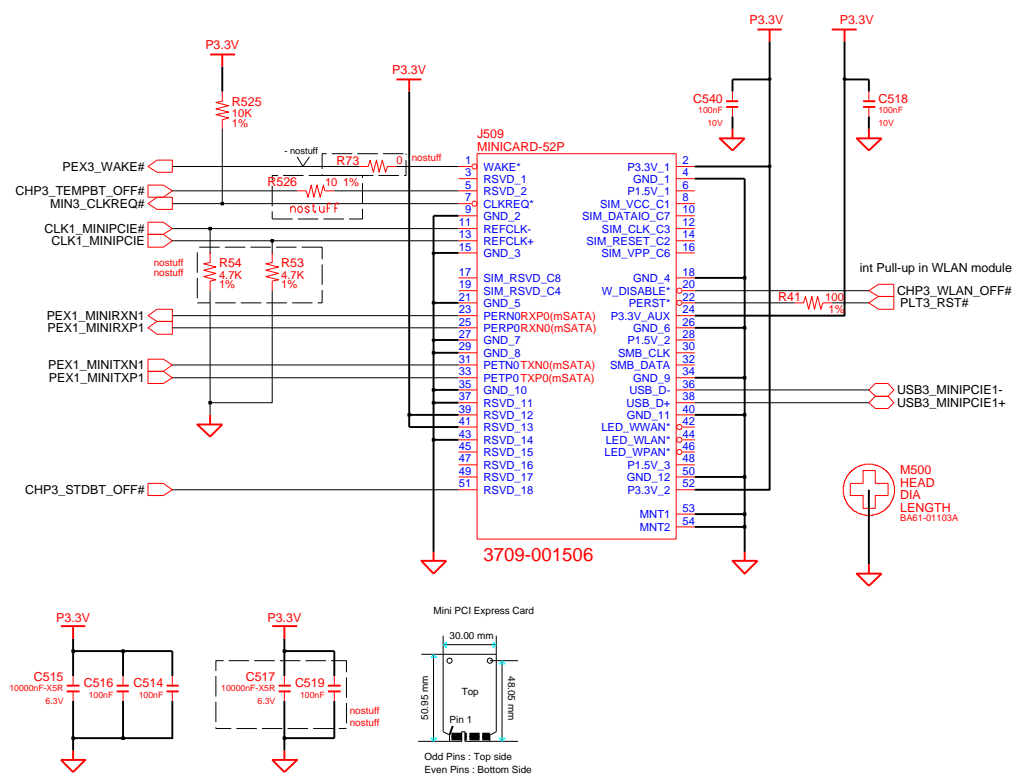 P3.3V
P3.3V
P3.3V
P3.3V
R525
10K
1%
C540
100nF
10V
C518
100nF
10V
J509
MINICARD-52P
- nostuff
R73
0
nostuff
PEX3_WAKE#
CHP3_TEMPBT_OFF#
MIN3_CLKREQ#
R526
10
1%
nostuff
CLK1_MINIPCIE#
CLK1_MINIPCIE
nostuff
nostuff
R54
4.7K
1%
R53
4.7K
1%
PEX1_MINIRXN1
PEX1_MINIRXP1
PEX1_MINITXN1
PEX1_MINITXP1
CHP3_STDBT_OFF#
1 WAKE*
3 RSVD_1
5 RSVD_2
7 CLKREQ*
9 GND_2
11 REFCLK-
13 REFCLK+
15 GND_3
17 SIM_RSVD_C8
19 SIM_RSVD_C4
21 GND_5
23 PERN0 RXP0(mSATA)
25 PERP0 RXN0(mSATA)
27 GND_7
29 GND_8
31 PETN0 TXN0(mSATA)
33 PETP0 TXP0(mSATA)
35 GND_10
37 RSVD_11
39 RSVD_12
41 RSVD_13
43 RSVD_14
45 RSVD_15
47 RSVD_16
49 RSVD_17
51 RSVD_18
P3.3V_1 2
GND_1 4
P1.5V_1 6
SIM_VCC_C1 8
SIM_DATAIO_C7 10
SIM_CLK_C3 12
SIM_RESET_C2 14
SIM_VPP_C6 16
GND_4 18
W_DISABLE* 20
PERST* 22
P3.3V_AUX 24
GND_6 26
P1.5V_2 28
SMB_CLK 30
SMB_DATA 32
GND_9 34
USB_D- 36
USB_D+ 38
GND_11 40
LED_WWAN* 42
LED_WLAN* 44
LED_WPAN* 46
P1.5V_3 48
GND_12 50
P3.3V_2 52
MNT1 53
MNT2 54
3709-001506
int Pull-up in WLAN module
CHP3_WLAN_OFF#
R41
100
1%
PLT3_RST#
USB3_MINIPCIE1-
USB3_MINIPCIE1+
M500
HEAD
DIA
LENGTH
BA61-01103A
P3.3V
C515
10000nF-X5R
6.3V
C516
100nF
C514
100nF
P3.3V
C517
10000nF-X5R
6.3V
C519
100nF
nostuff
nostuff
Mini PCI Express Card
30.00 mm
50.95 mm
48.05 mm
Top
Pin 1
Odd Pins : Top side
Even Pins : Bottom Side